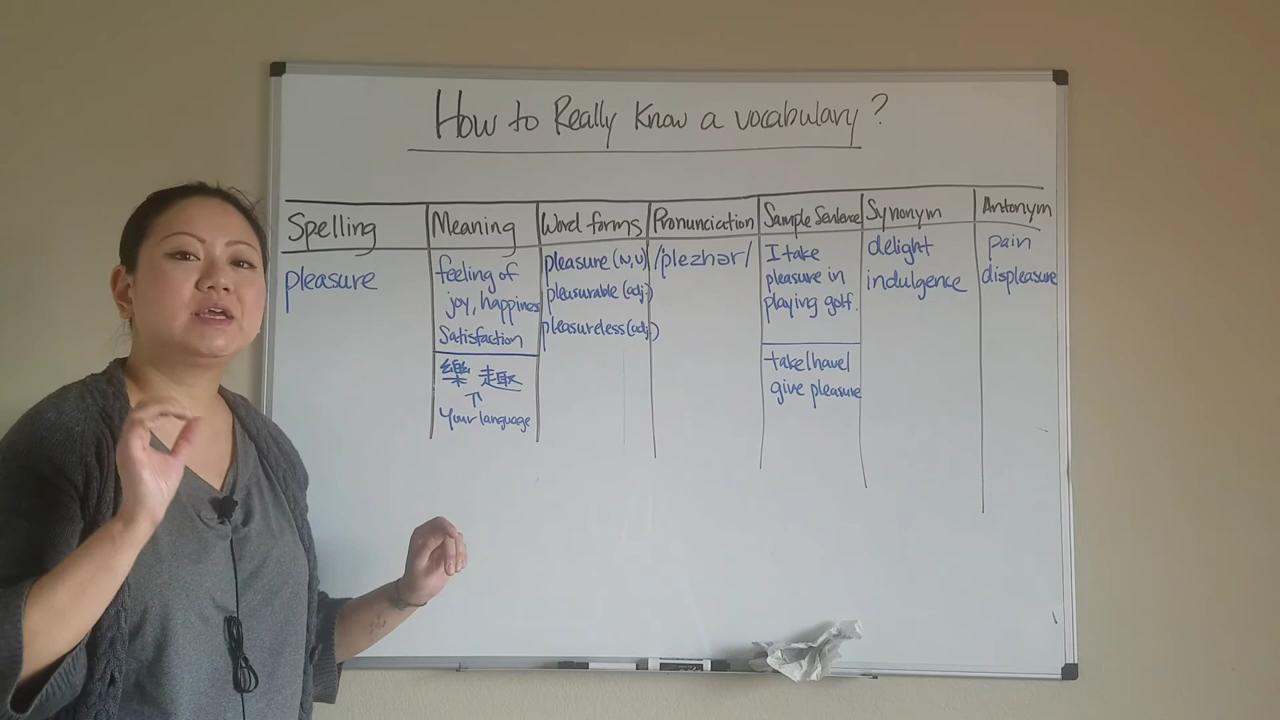 How to Really Know a vocabulary?
Spelling
pleasure
Meaning
feeling of
joy, happiness
Satisfaction
樂 趣
↑
Your language
Word forms
pleasure (N, V)
pleasurable (adj.)
pleasureless (adj.)
Pronunciation
/plezhər/
Sample Sentence
I take
pleasure in
playing golf.
take/have/
give pleasure
Synonym
delight
indulgence
Antonym
pain
displeasure